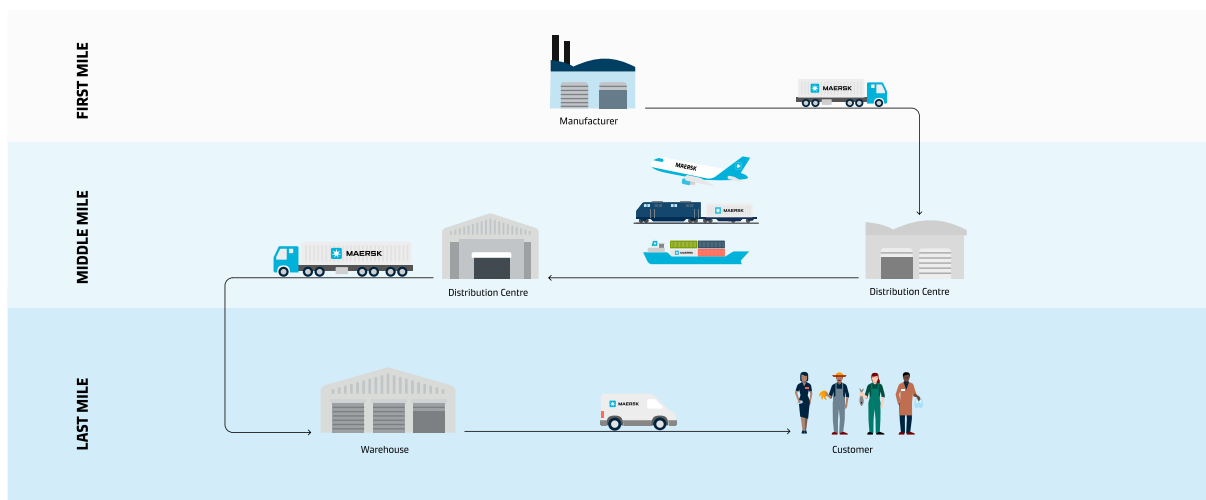 FIRST MILE
MAERSK
Manufacturer
MIDDLE MILE
MAERSK
MAERSK
MAERSK
MAERSK
Distribution Centre
Distribution Centre
LAST MILE
MAERSK
Warehouse
Customer